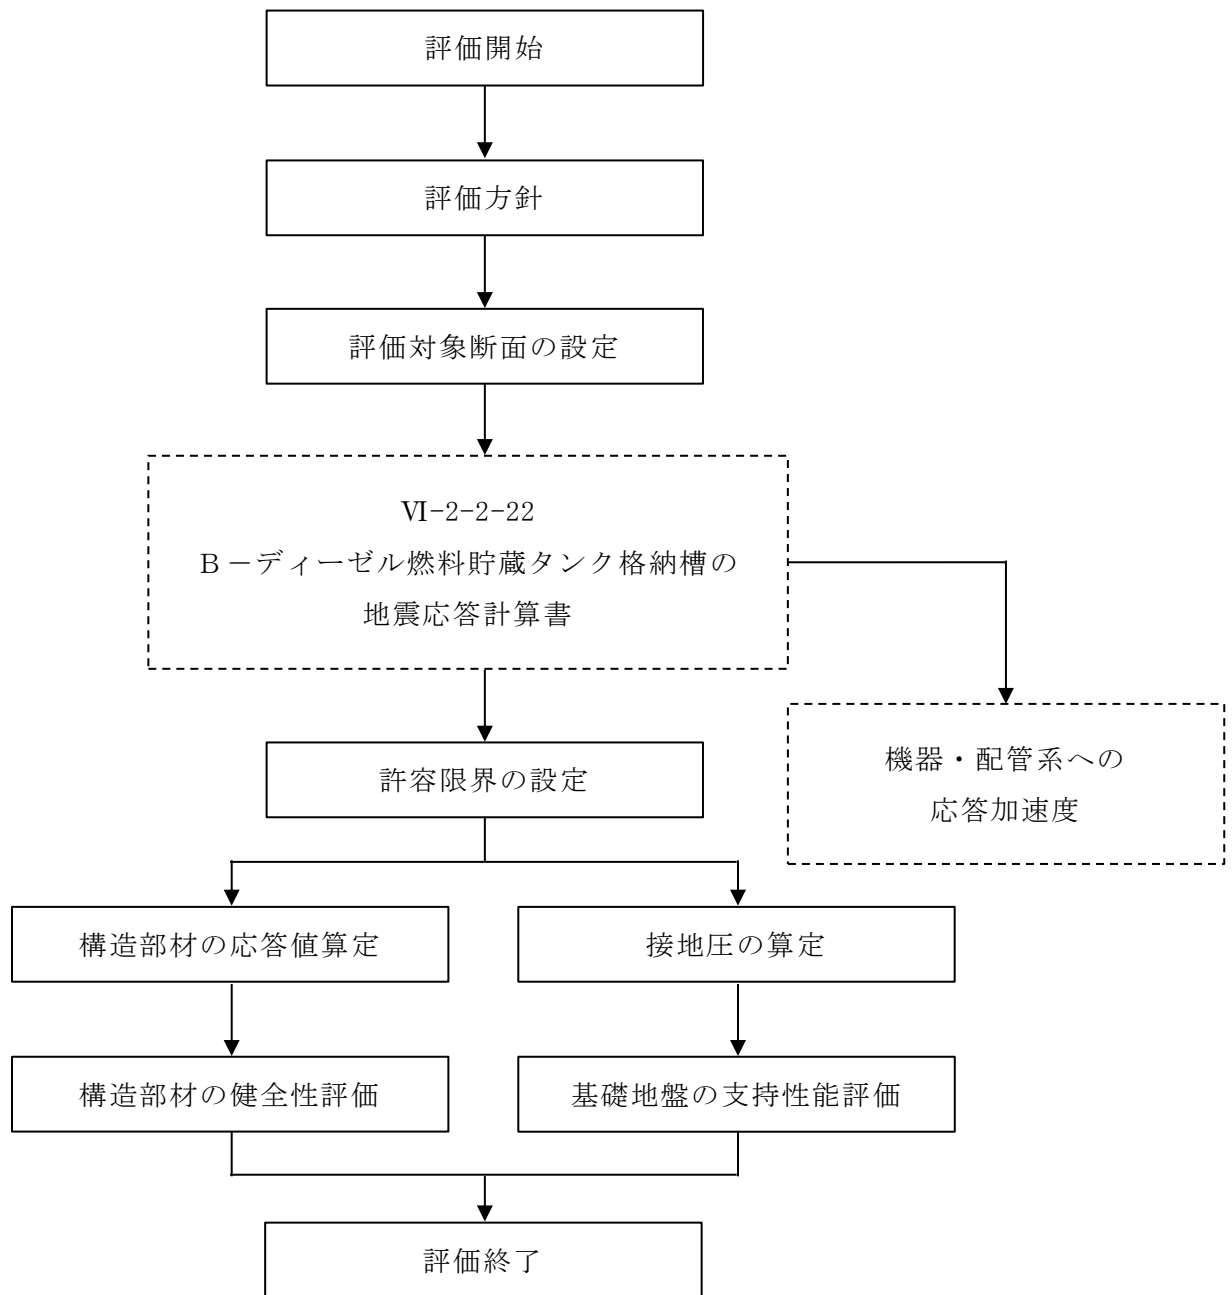 評価開始
評価方針
評価対象断面の設定
Ⅵ-2-2-22
Ｂ－ディーゼル燃料貯蔵タンク格納槽の
地震応答計算書
機器・配管系への
応答加速度
許容限界の設定
構造部材の応答値算定
接地圧の算定
構造部材の健全性評価
基礎地盤の支持性能評価
評価終了